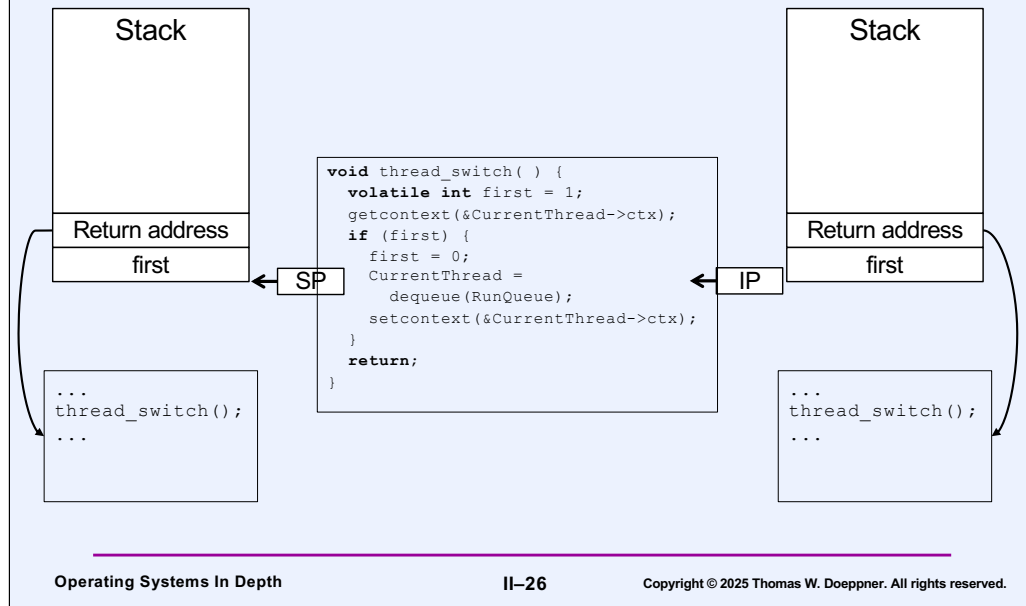 Stack
Return address
first
SP
void thread_switch( ) {
  volatile int first = 1;
  getcontext(&CurrentThread->ctx);
  if (first) {
    first = 0;
    CurrentThread =
      dequeue(RunQueue);
    setcontext(&CurrentThread->ctx);
  }
  return;
}
IP
Stack
Return address
first
...
thread_switch();
...
...
thread_switch();
...
Operating Systems In Depth
II–26
Copyright © 2025 Thomas W. Doeppner. All rights reserved.